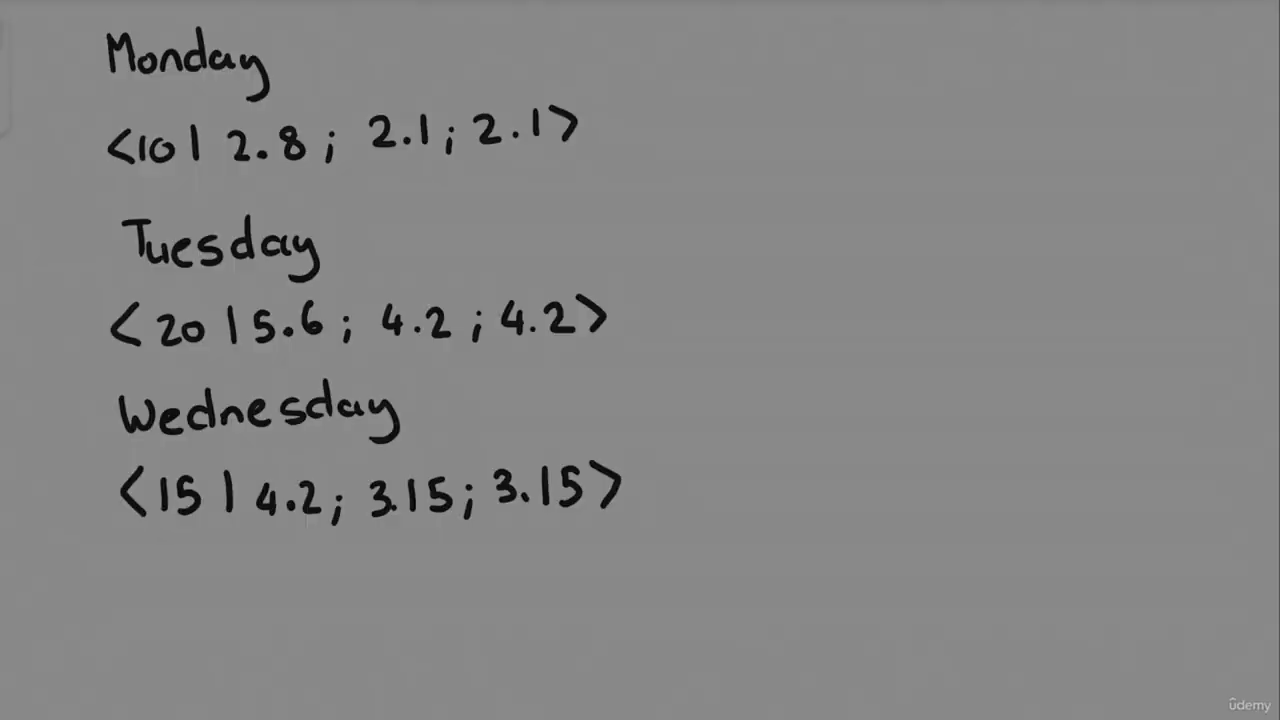 Monday
<10 | 2.8 ; 2.1 ; 2.1>
Tuesday
<20 | 5.6 ; 4.2 ; 4.2>
Wednesday
<15 | 4.2 ; 3.15 ; 3.15>
ûdemy